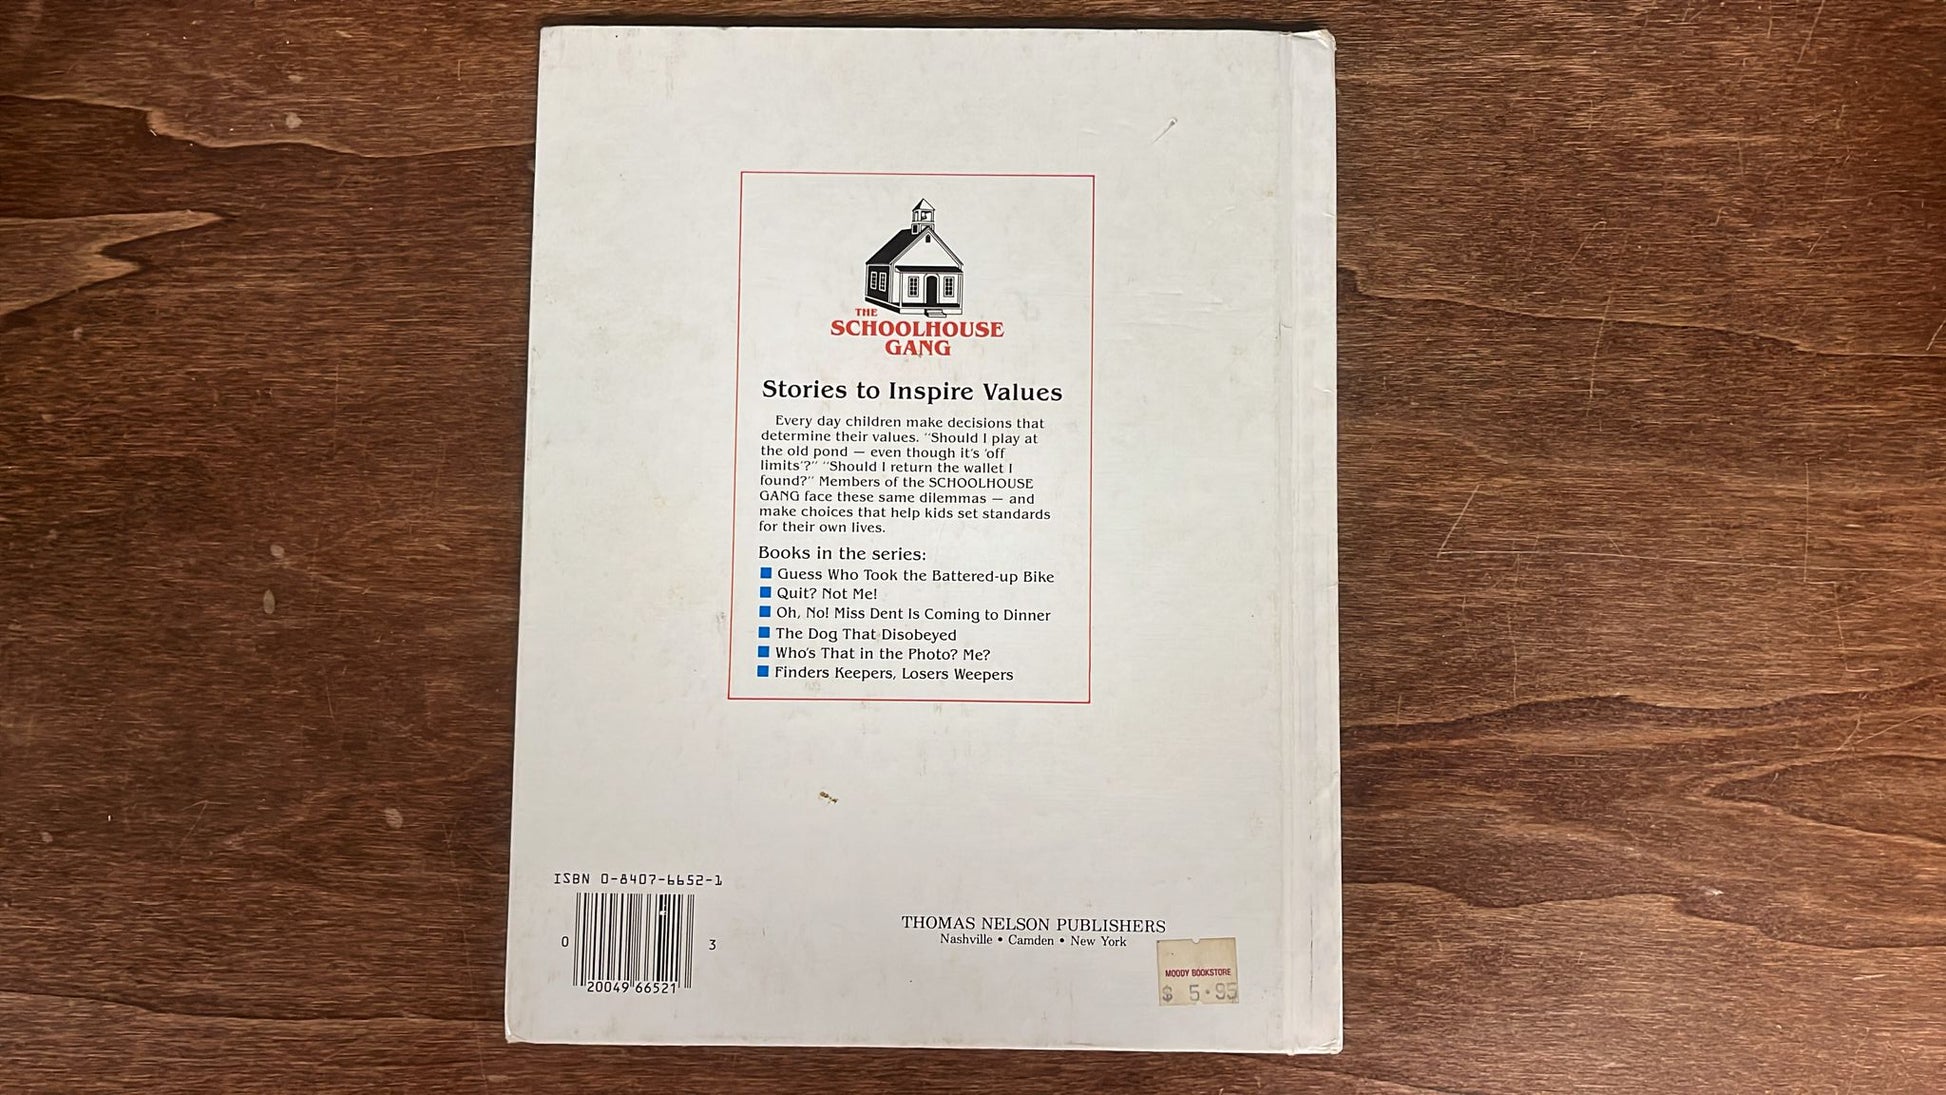 THE
SCHOOLHOUSE
GANG
Stories to Inspire Values
Every day children make decisions that
determine their values. “Should I play at
the old pond — even though it's ‘off
limits’?” “Should I return the wallet I
found?” Members of the SCHOOLHOUSE
GANG face these same dilemmas — and
make choices that help kids set standards
for their own lives.
Books in the series:
■ Guess Who Took the Battered-up Bike
■ Quit? Not Me!
■ Oh, No! Miss Dent Is Coming to Dinner
■ The Dog That Disobeyed
■ Who's That in the Photo? Me?
■ Finders Keepers, Losers Weepers
ISBN 0-8407-6652-1
0 20049 66521 3
THOMAS NELSON PUBLISHERS
Nashville • Camden • New York
MOODY BOOKSTORE
$ 5.95